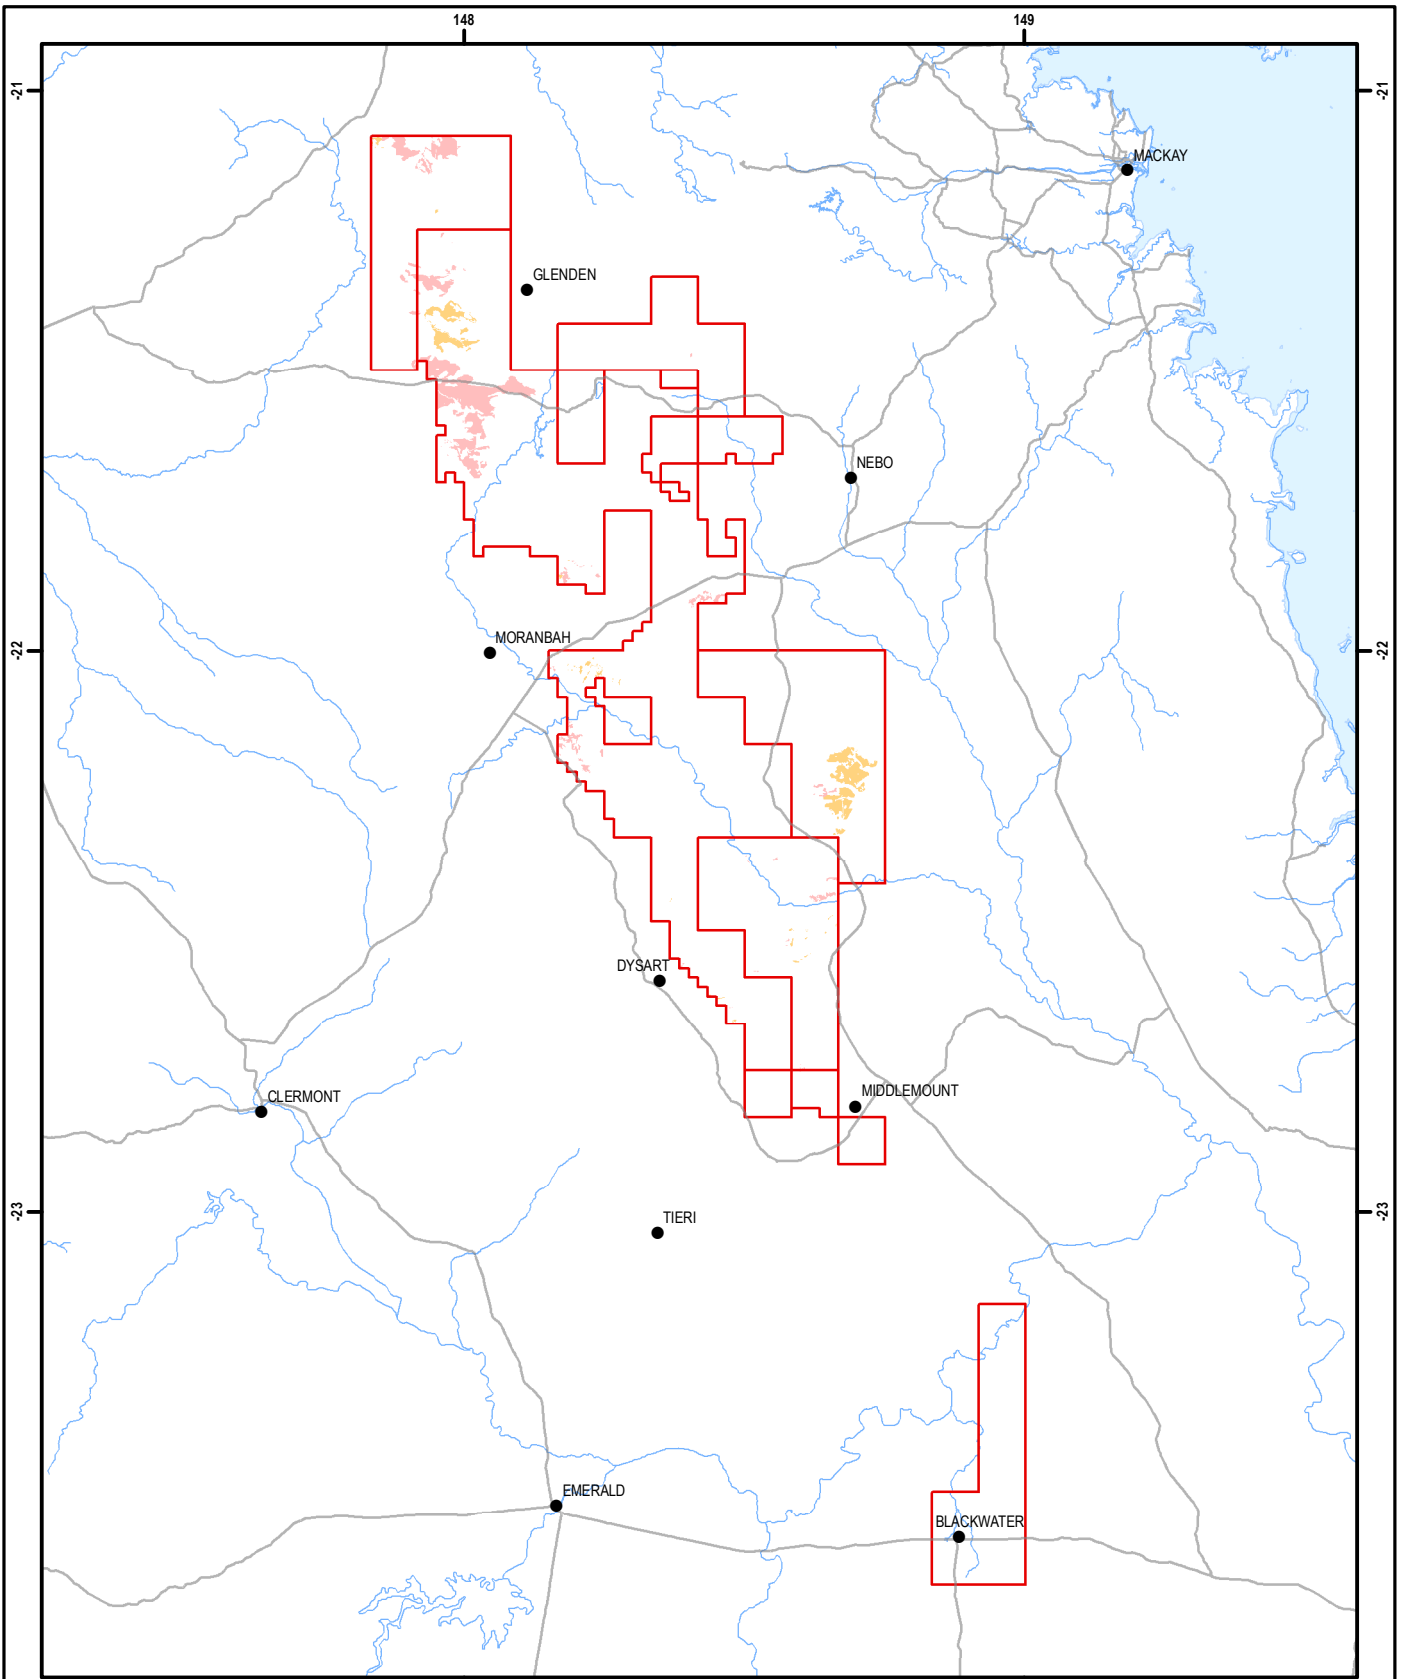 148
149
-21
-21
MACKAY
GLENDEN
NEBO
MORANBAH
-22
-22
DYSART
MIDDLEMOUNT
CLERMONT
-23
-23
TIERI
EMERALD
BLACKWATER